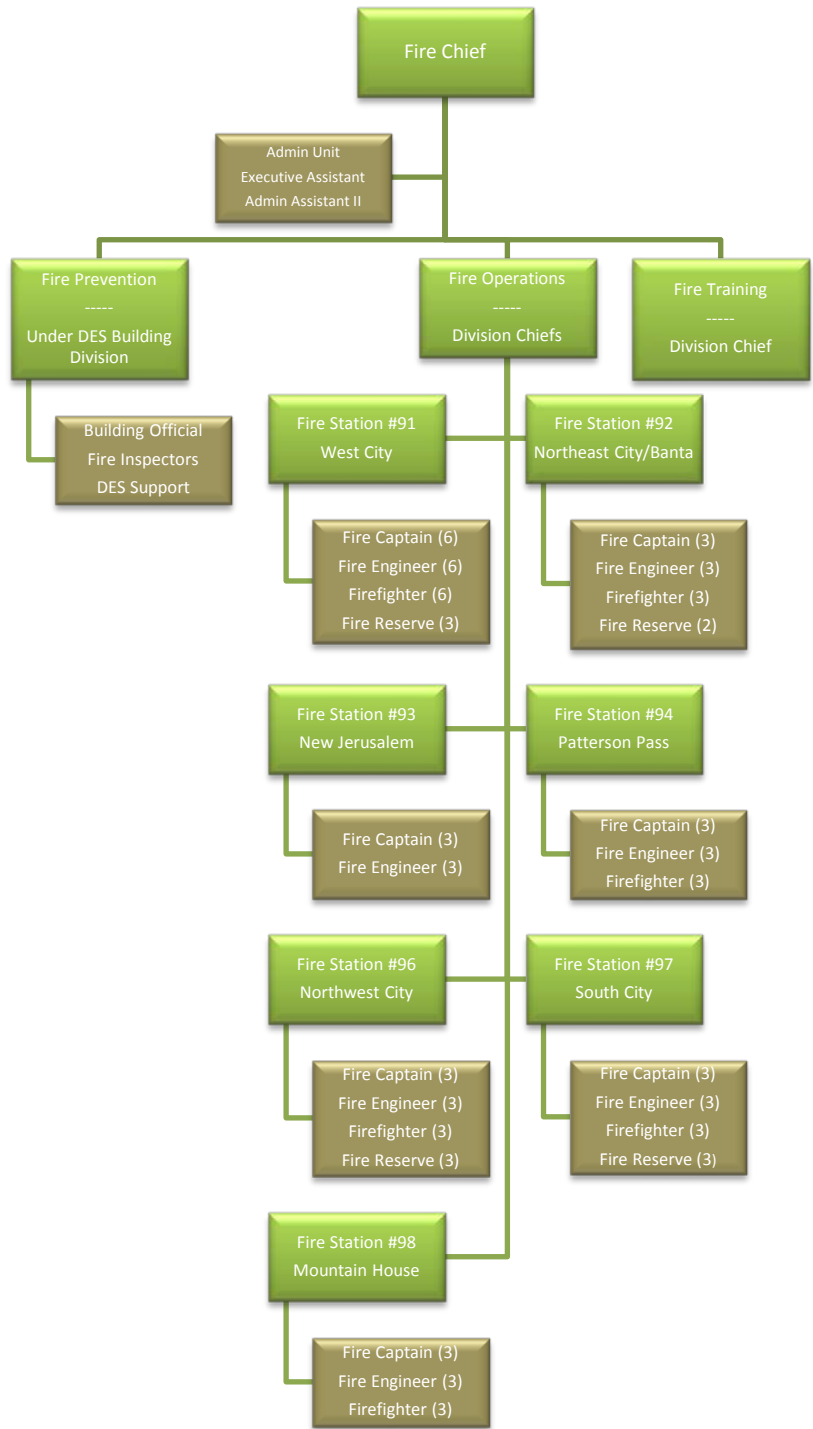 Fire Chief
Admin Unit
Executive Assistant
Admin Assistant II
Fire Prevention
-----
Under DES Building
Division
Fire Operations
-----
Division Chiefs
Fire Training
-----
Division Chief
Building Official
Fire Inspectors
DES Support
Fire Station #91
West City
Fire Station #92
Northeast City/Banta
Fire Captain (6)
Fire Engineer (6)
Firefighter (6)
Fire Reserve (3)
Fire Captain (3)
Fire Engineer (3)
Firefighter (3)
Fire Reserve (2)
Fire Station #93
New Jerusalem
Fire Station #94
Patterson Pass
Fire Captain (3)
Fire Engineer (3)
Fire Captain (3)
Fire Engineer (3)
Firefighter (3)
Fire Station #96
Northwest City
Fire Station #97
South City
Fire Captain (3)
Fire Engineer (3)
Firefighter (3)
Fire Reserve (3)
Fire Captain (3)
Fire Engineer (3)
Firefighter (3)
Fire Reserve (3)
Fire Station #98
Mountain House
Fire Captain (3)
Fire Engineer (3)
Firefighter (3)